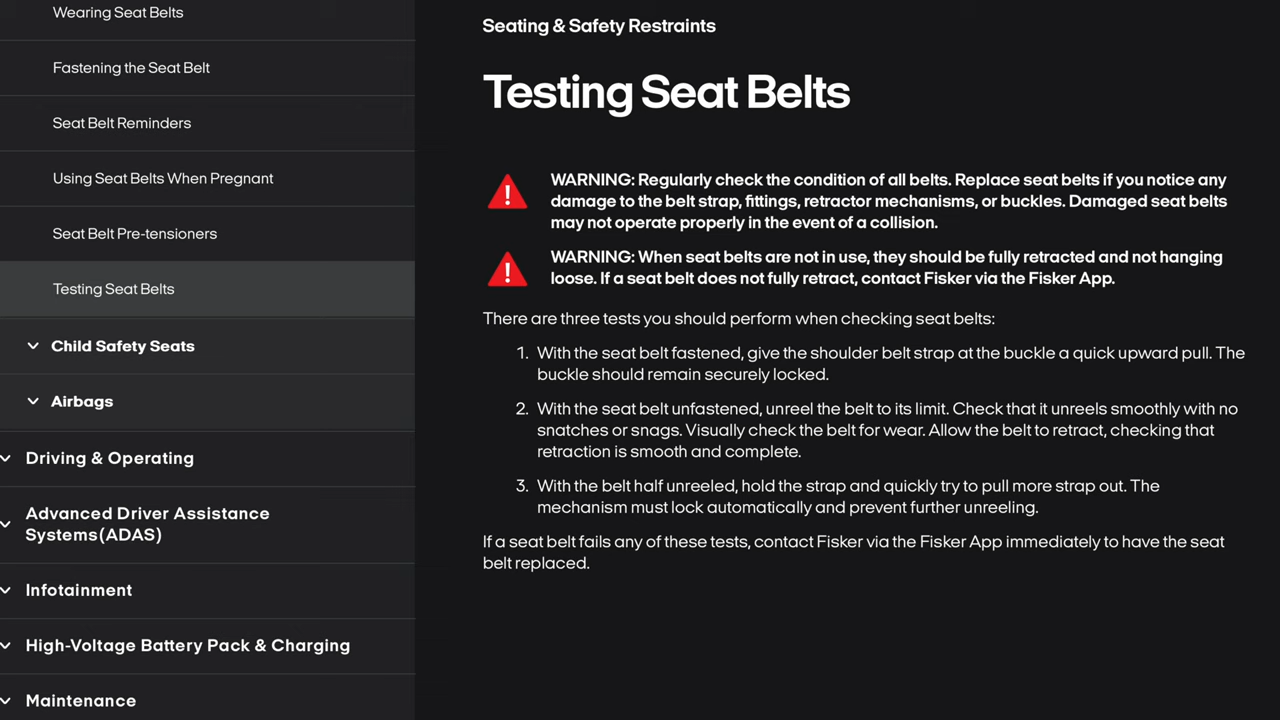 Wearing Seat Belts
Fastening the Seat Belt
Seat Belt Reminders
Using Seat Belts When Pregnant
Seat Belt Pre-tensioners
Testing Seat Belts
Child Safety Seats
Airbags
Driving & Operating
Advanced Driver Assistance
Systems(ADAS)
Infotainment
High-Voltage Battery Pack & Charging
Maintenance
Seating & Safety Restraints
Testing Seat Belts
WARNING: Regularly check the condition of all belts. Replace seat belts if you notice any
damage to the belt strap, fittings, retractor mechanisms, or buckles. Damaged seat belts
may not operate properly in the event of a collision.
WARNING: When seat belts are not in use, they should be fully retracted and not hanging
loose. If a seat belt does not fully retract, contact Fisker via the Fisker App.
There are three tests you should perform when checking seat belts:
1. With the seat belt fastened, give the shoulder belt strap at the buckle a quick upward pull. The
buckle should remain securely locked.
2. With the seat belt unfastened, unreel the belt to its limit. Check that it unreels smoothly with no
snatches or snags. Visually check the belt for wear. Allow the belt to retract, checking that
retraction is smooth and complete.
3. With the belt half unreeled, hold the strap and quickly try to pull more strap out. The
mechanism must lock automatically and prevent further unreeling.
If a seat belt fails any of these tests, contact Fisker via the Fisker App immediately to have the seat
belt replaced.